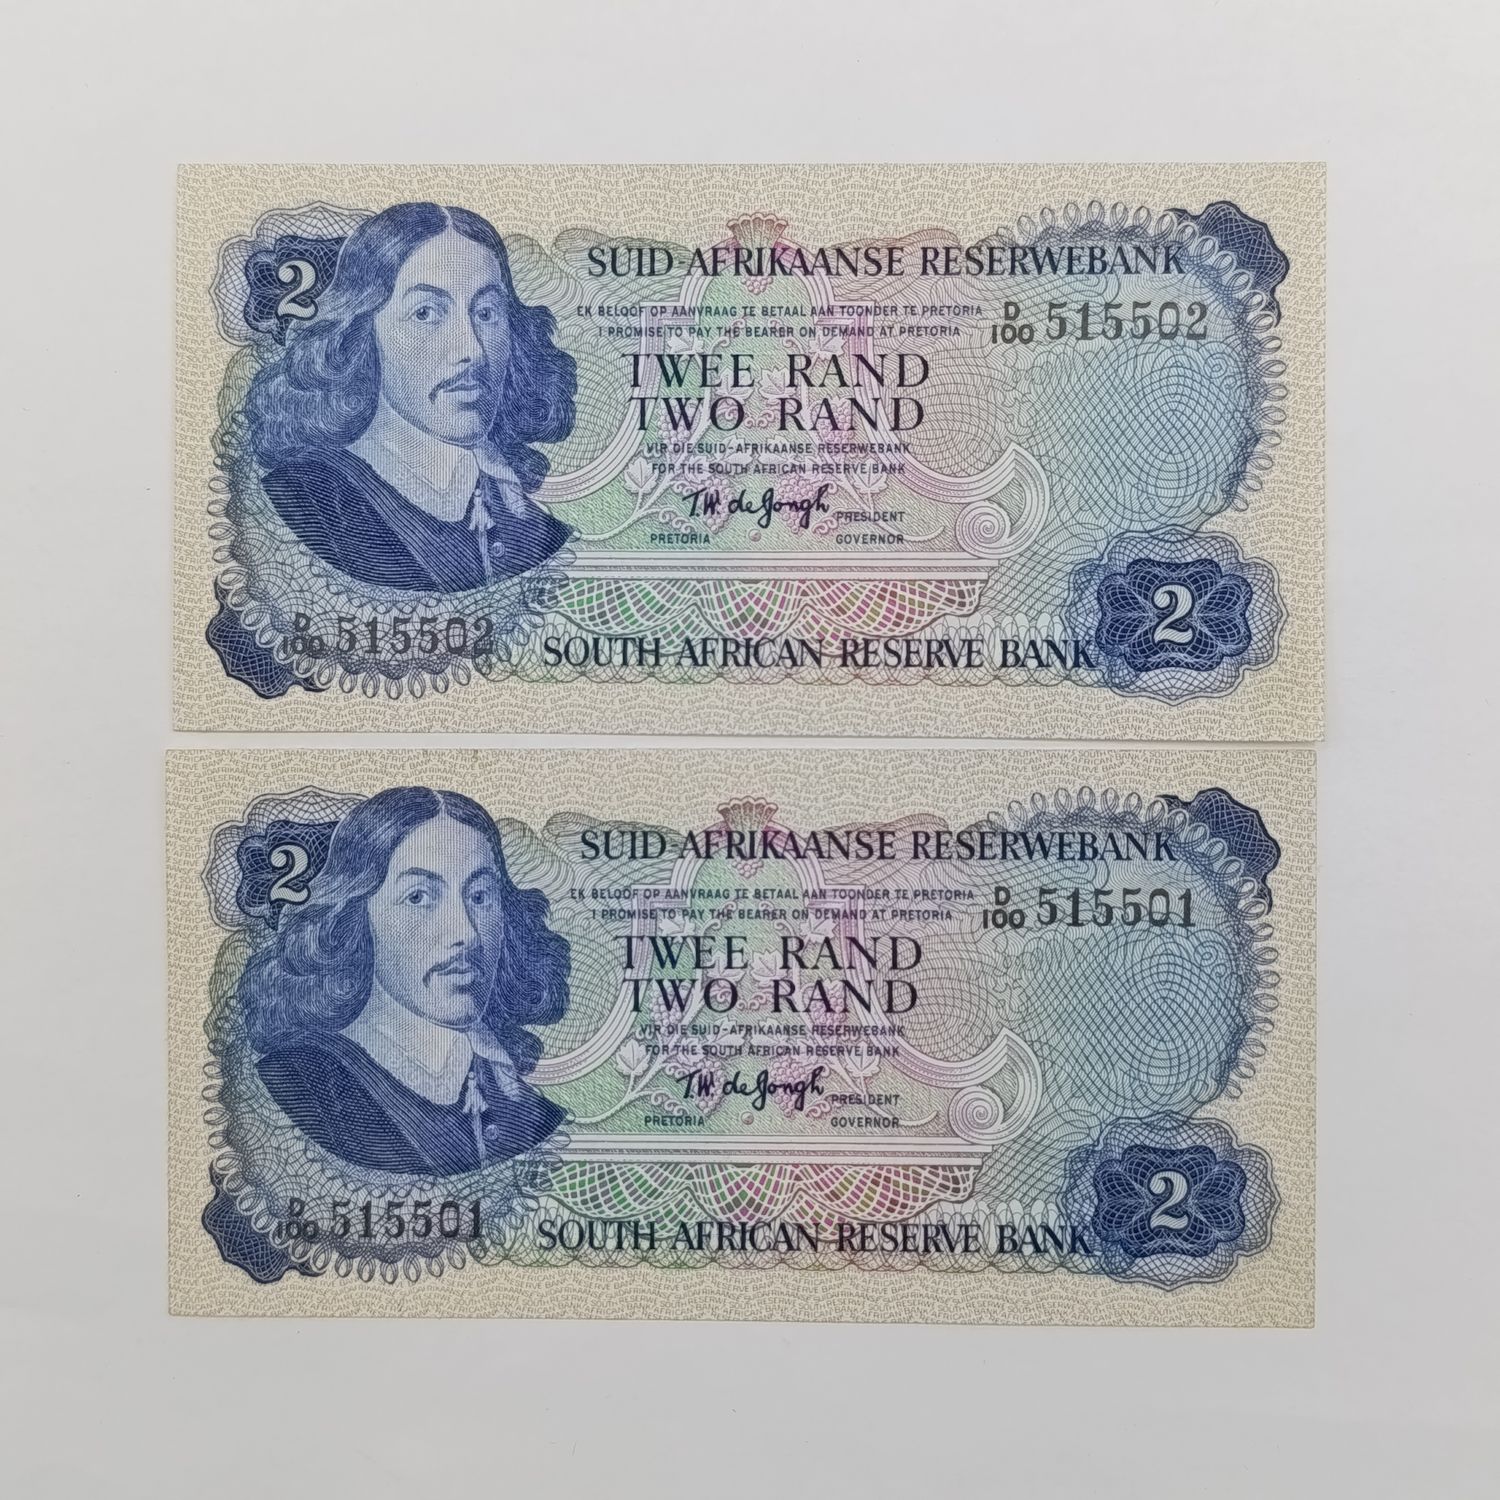 2
SUID-AFRIKAANSE RESERWEBANK
EK BELOOF OP AANVRAAG TE BETAAL AAN TOONDER TE PRETORIA
I PROMISE TO PAY THE BEARER ON DEMAND AT PRETORIA
D/100 515502
TWEE RAND
TWO RAND
VIR DIE SUID-AFRIKAANSE RESERWEBANK
FOR THE SOUTH AFRICAN RESERVE BANK
T.W. de Jongh
PRESIDENT
PRETORIA GOVERNOR
2
D/100 515502
SOUTH AFRICAN RESERVE BANK
2
SUID-AFRIKAANSE RESERWEBANK
EK BELOOF OP AANVRAAG TE BETAAL AAN TOONDER TE PRETORIA
I PROMISE TO PAY THE BEARER ON DEMAND AT PRETORIA
D/100 515501
TWEE RAND
TWO RAND
VIR DIE SUID-AFRIKAANSE RESERWEBANK
FOR THE SOUTH AFRICAN RESERVE BANK
T.W. de Jongh
PRESIDENT
PRETORIA GOVERNOR
2
D/100 515501
SOUTH AFRICAN RESERVE BANK